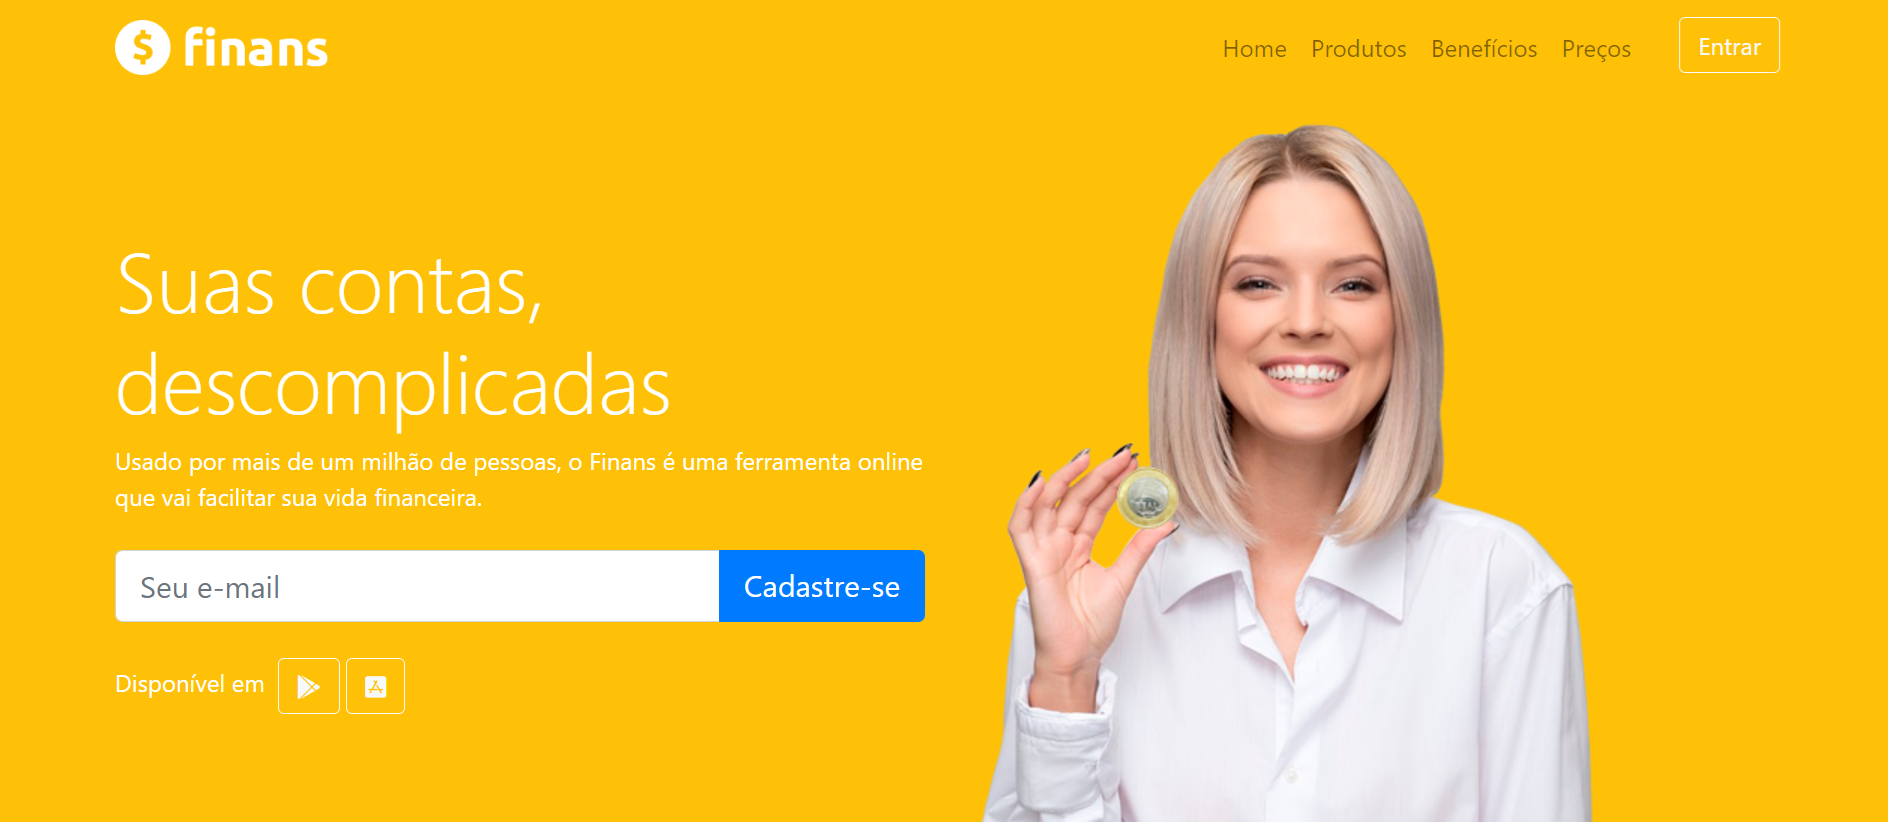 finans
Home Produtos Benefícios Preços Entrar
Suas contas,
descomplicadas
Usado por mais de um milhão de pessoas, o Finans é uma ferramenta online
que vai facilitar sua vida financeira.
Seu e-mail Cadastre-se
Disponível em